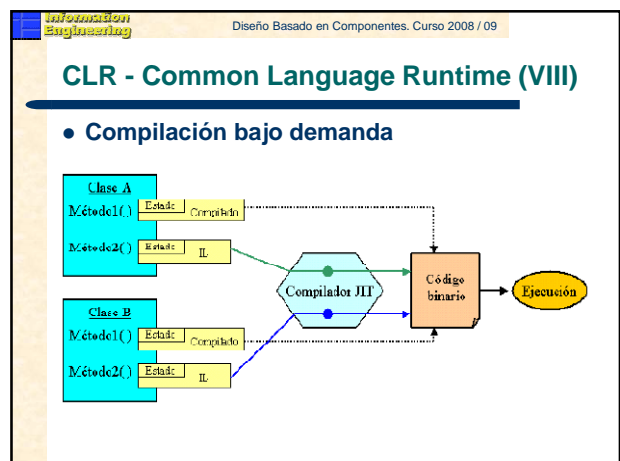 Information
Engineering
Diseño Basado en Componentes. Curso 2008 / 09
CLR - Common Language Runtime (VIII)
• Compilación bajo demanda
Clase A
Método1()
Estado
Compilado
Método2()
Estado
IL
Clase B
Método1()
Estado
Compilado
Método2()
Estado
IL
Compilador JIT
Código
binario
Ejecución